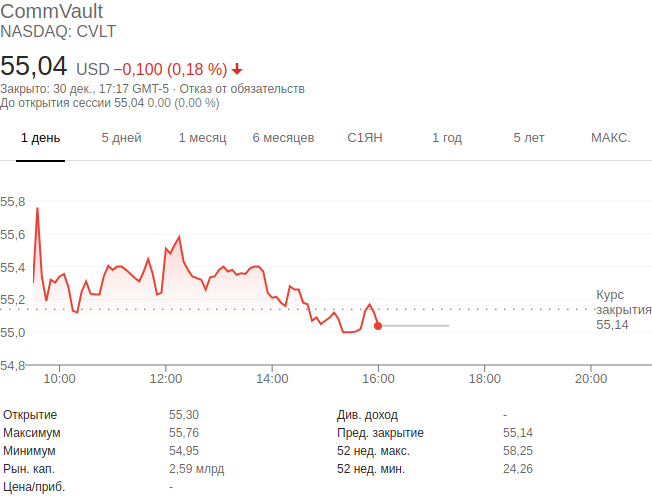 CommVault
NASDAQ: CVLT
55,04 USD −0,100 (0,18 %)
Закрыто: 30 дек., 17:17 GMT-5 · Отказ от обязательств
До открытия сессии 55,04 0,00 (0,00 %)
1 день 5 дней 1 месяц 6 месяцев С1ЯН 1 год 5 лет МАКС.
55,8
55,6
55,4
55,2
55,0
54,8
Курс
закрытия
55,14
10:00 12:00 14:00 16:00 18:00 20:00
Открытие 55,30 Див. доход -
Максимум 55,76 Пред. закрытие 55,14
Минимум 54,95 52 нед. макс. 58,25
Рын. кап. 2,59 млрд 52 нед. мин. 24,26
Цена/приб. -